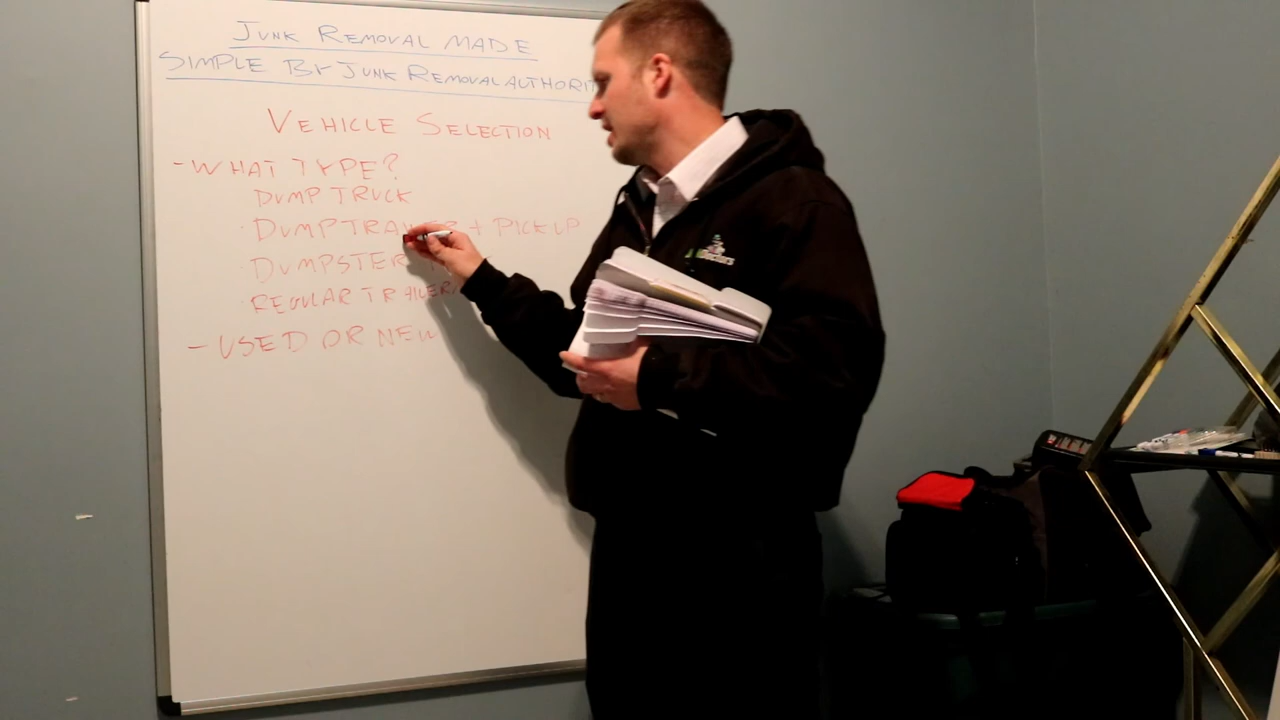 JUNK REMOVAL MADE
SIMPLE BY JUNK REMOVAL AUTHORIT
VEHICLE SELECTION
- WHAT TYPE?
DUMP TRUCK
· DUMP TRAILER + PICKUP
· DUMPSTER
· REGULAR TRAILER
- USED OR NEW